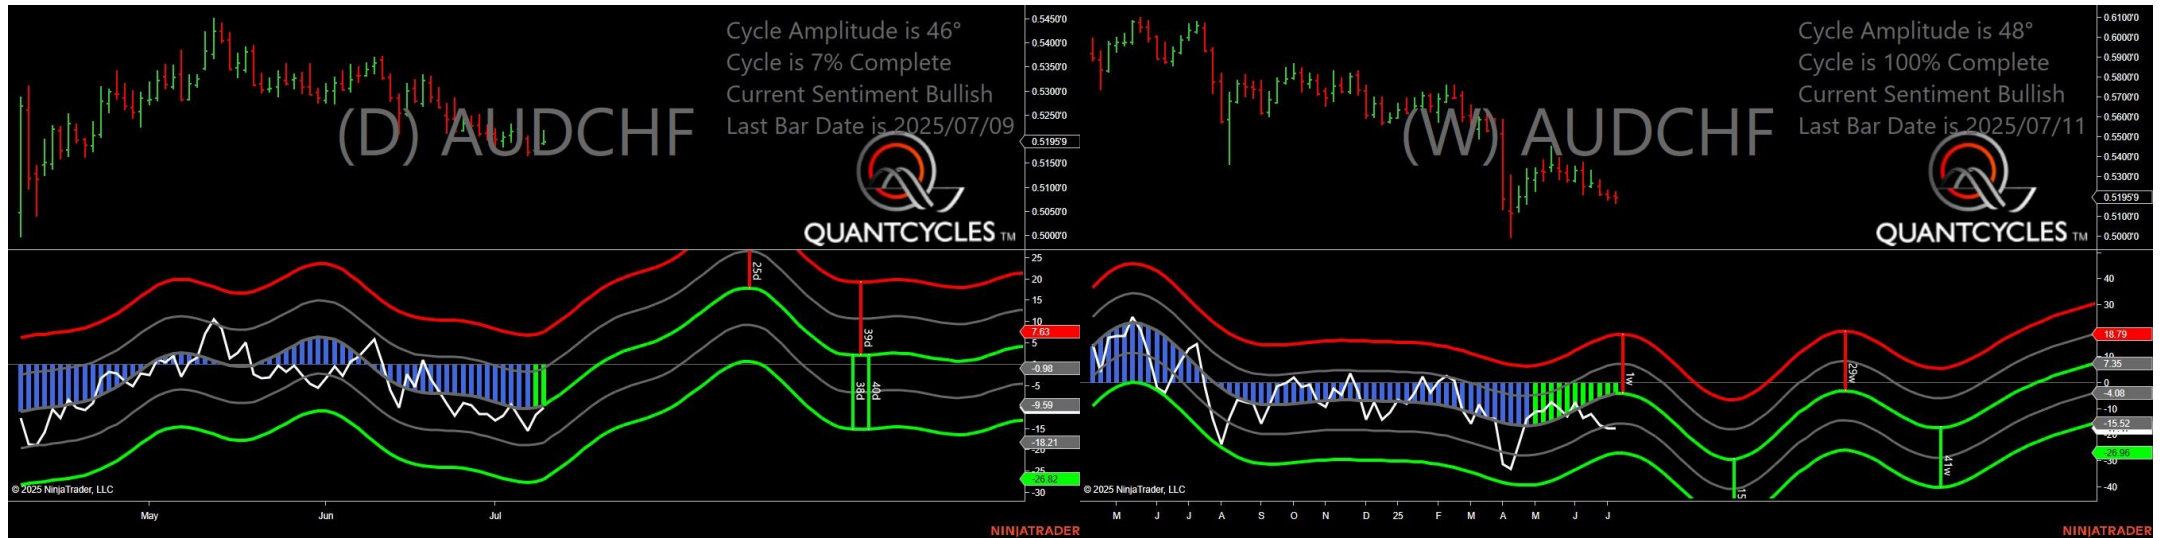 Cycle Amplitude is 46°
Cycle is 7% Complete
Current Sentiment Bullish
Last Bar Date is 2025/07/09
(D) AUDCHF
QUANTCYCLES TM
0.5450'0
0.5400'0
0.5350'0
0.5300'0
0.5250'0
0.5195'9
0.5150'0
0.5100'0
0.5050'0
0.5000'0
25d
39d
38d
40d
25
20
15
10
7.63
5
-0.98
-5
-9.59
-15
-18.21
-20
-25
-26.82
-30
© 2025 NinjaTrader, LLC
May
Jun
Jul
NINJATRADER
Cycle Amplitude is 48°
Cycle is 100% Complete
Current Sentiment Bullish
Last Bar Date is 2025/07/11
(W) AUDCHF
QUANTCYCLES TM
0.6100'0
0.6000'0
0.5900'0
0.5800'0
0.5700'0
0.5600'0
0.5500'0
0.5400'0
0.5300'0
0.5195'9
0.5100'0
0.5000'0
1w
15
29w
41w
40
30
18.79
10
7.35
0
-4.08
-10
-15.52
-26.96
-30
-40
© 2025 NinjaTrader, LLC
M J J A S O N D 25 F M A M J J
NINJATRADER